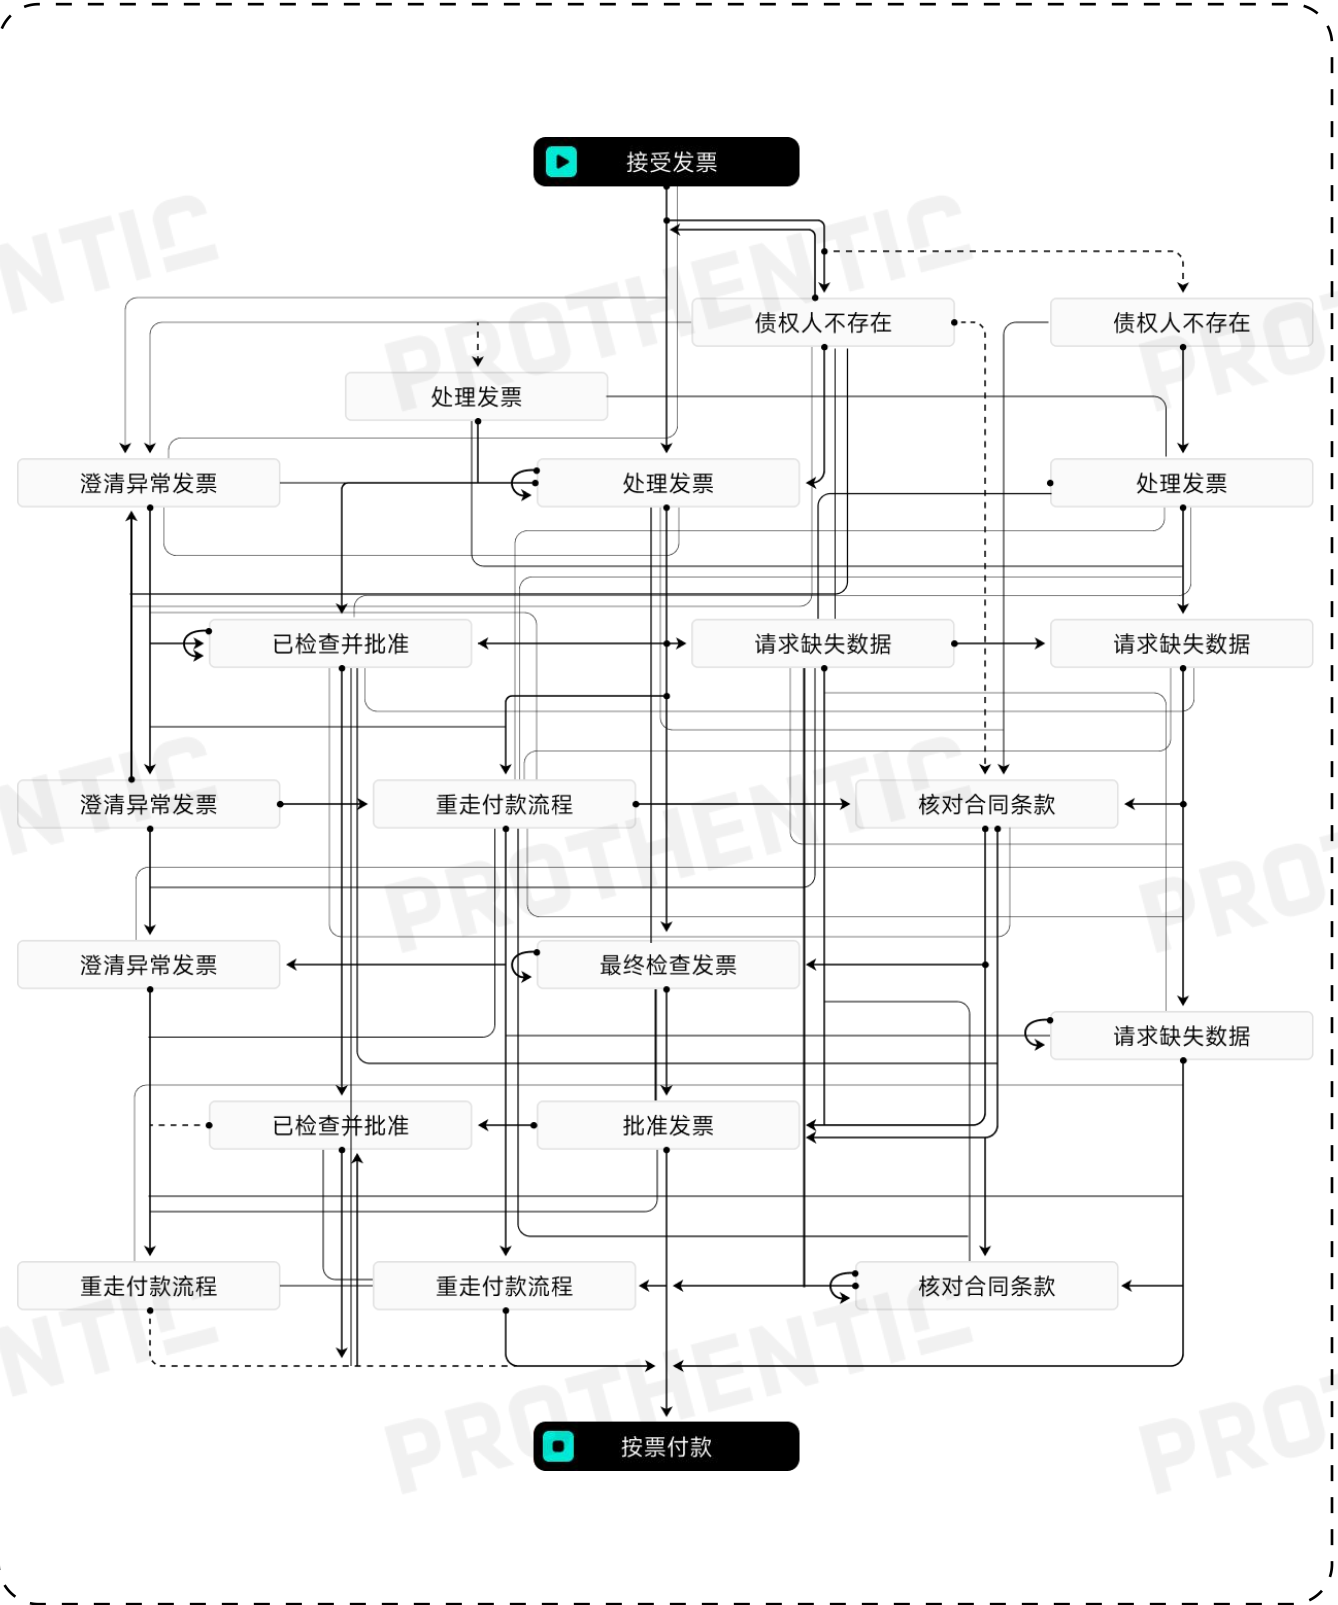 接受发票
债权人不存在
债权人不存在
处理发票
澄清异常发票
处理发票
处理发票
已检查并批准
请求缺失数据
请求缺失数据
澄清异常发票
重走付款流程
核对合同条款
澄清异常发票
最终检查发票
请求缺失数据
已检查并批准
批准发票
重走付款流程
重走付款流程
核对合同条款
按票付款
PROTHENTIC